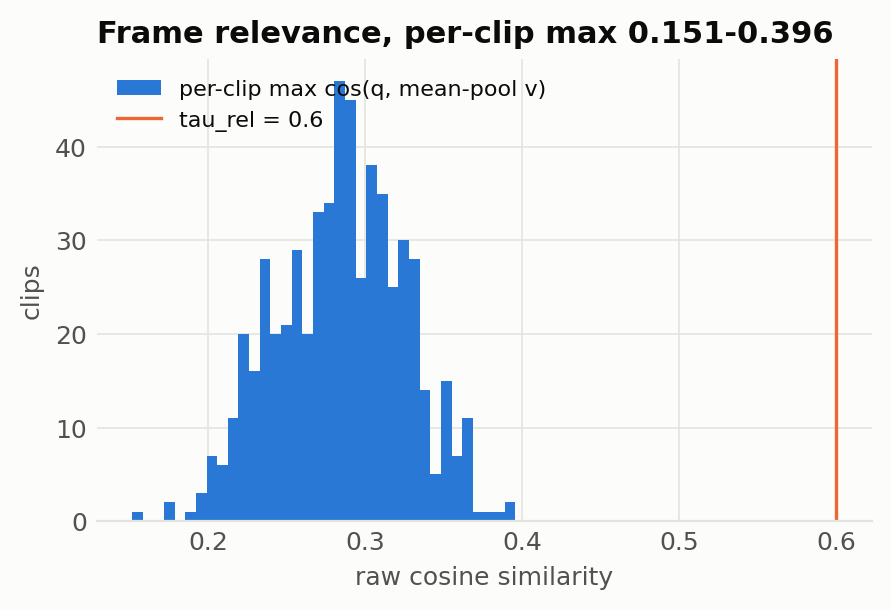 Frame relevance, per-clip max 0.151-0.396
per-clip max cos(q, mean-pool v)
tau_rel = 0.6
40
30
20
10
0
clips
0.2 0.3 0.4 0.5 0.6
raw cosine similarity